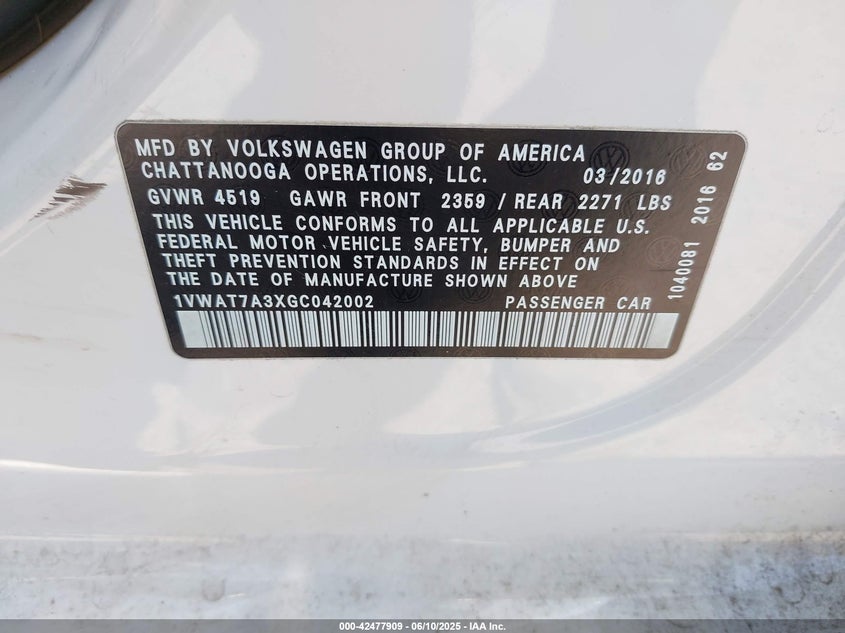 MFD BY VOLKSWAGEN GROUP OF AMERICA
CHATTANOOGA OPERATIONS, LLC. 03/2016
GVWR 4519 GAWR FRONT 2359 / REAR 2271 LBS
THIS VEHICLE CONFORMS TO ALL APPLICABLE U.S.
FEDERAL MOTOR VEHICLE SAFETY, BUMPER AND
THEFT PREVENTION STANDARDS IN EFFECT ON
THE DATE OF MANUFACTURE SHOWN ABOVE
1VWAT7A3XGC042002 PASSENGER CAR
1040081 2016 62
000-42477909 - 06/10/2025 - IAA Inc.